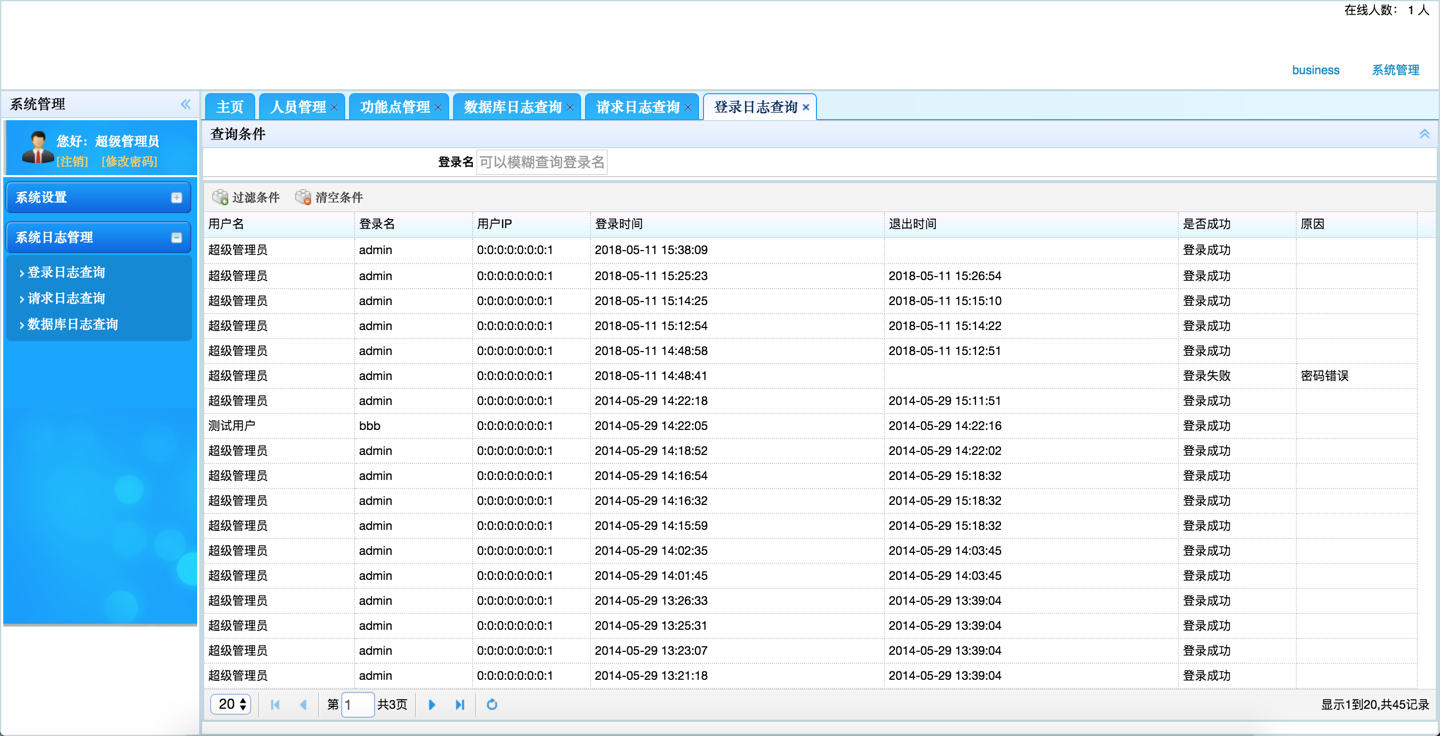 在线人数： 1 人
business 系统管理
系统管理
您好：超级管理员
[注销] [修改密码]
系统设置
系统日志管理
登录日志查询
请求日志查询
数据库日志查询
主页 人员管理 功能点管理 数据库日志查询 请求日志查询 登录日志查询
查询条件
登录名 可以模糊查询登录名
过滤条件 清空条件
用户名 登录名 用户IP 登录时间 退出时间 是否成功 原因
超级管理员 admin 0:0:0:0:0:0:0:1 2018-05-11 15:38:09 登录成功
超级管理员 admin 0:0:0:0:0:0:0:1 2018-05-11 15:25:23 2018-05-11 15:26:54 登录成功
超级管理员 admin 0:0:0:0:0:0:0:1 2018-05-11 15:14:25 2018-05-11 15:15:10 登录成功
超级管理员 admin 0:0:0:0:0:0:0:1 2018-05-11 15:12:54 2018-05-11 15:14:22 登录成功
超级管理员 admin 0:0:0:0:0:0:0:1 2018-05-11 14:48:58 2018-05-11 15:12:51 登录成功
超级管理员 admin 0:0:0:0:0:0:0:1 2018-05-11 14:48:41 登录失败 密码错误
超级管理员 admin 0:0:0:0:0:0:0:1 2014-05-29 14:22:18 2014-05-29 15:11:51 登录成功
测试用户 bbb 0:0:0:0:0:0:0:1 2014-05-29 14:22:05 2014-05-29 14:22:16 登录成功
超级管理员 admin 0:0:0:0:0:0:0:1 2014-05-29 14:18:52 2014-05-29 14:22:02 登录成功
超级管理员 admin 0:0:0:0:0:0:0:1 2014-05-29 14:16:54 2014-05-29 15:18:32 登录成功
超级管理员 admin 0:0:0:0:0:0:0:1 2014-05-29 14:16:32 2014-05-29 15:18:32 登录成功
超级管理员 admin 0:0:0:0:0:0:0:1 2014-05-29 14:15:59 2014-05-29 15:18:32 登录成功
超级管理员 admin 0:0:0:0:0:0:0:1 2014-05-29 14:02:35 2014-05-29 14:03:45 登录成功
超级管理员 admin 0:0:0:0:0:0:0:1 2014-05-29 14:01:45 2014-05-29 14:03:45 登录成功
超级管理员 admin 0:0:0:0:0:0:0:1 2014-05-29 13:26:33 2014-05-29 13:39:04 登录成功
超级管理员 admin 0:0:0:0:0:0:0:1 2014-05-29 13:25:31 2014-05-29 13:39:04 登录成功
超级管理员 admin 0:0:0:0:0:0:0:1 2014-05-29 13:23:07 2014-05-29 13:39:04 登录成功
超级管理员 admin 0:0:0:0:0:0:0:1 2014-05-29 13:21:18 2014-05-29 13:39:04 登录成功
20 第 1 共3页 显示1到20,共45记录